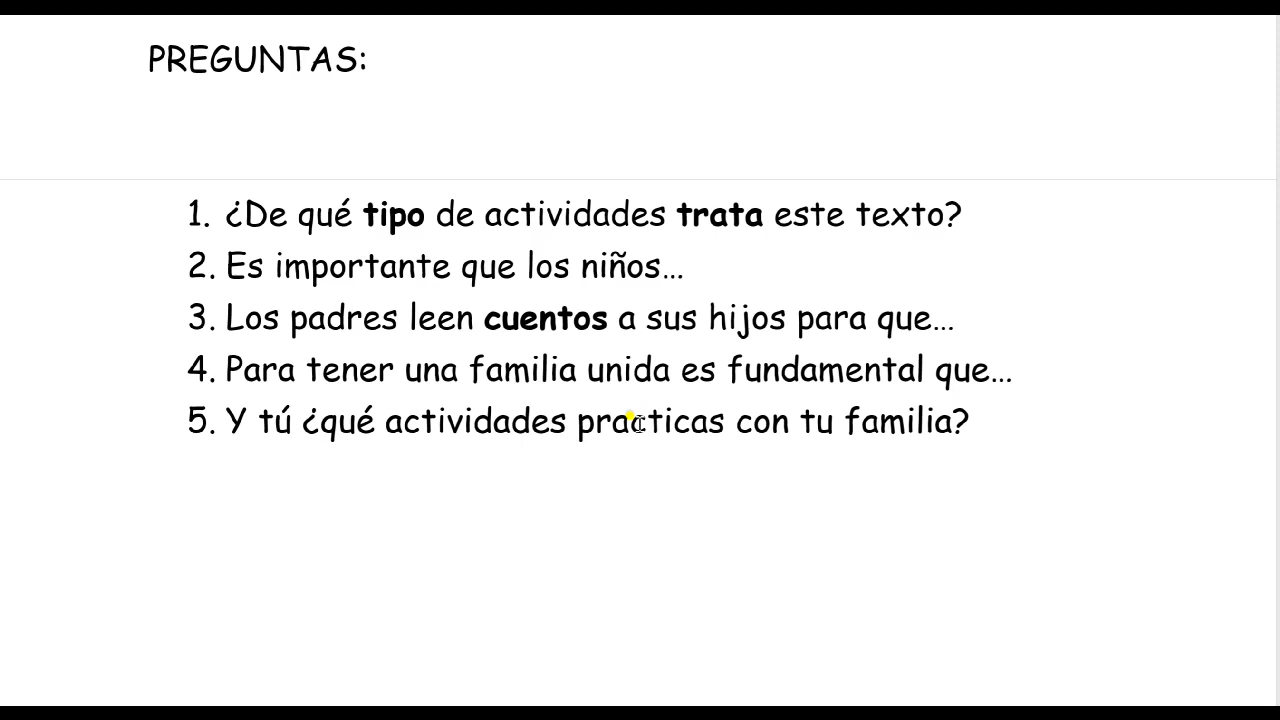 PREGUNTAS:
1. ¿De qué tipo de actividades trata este texto?
2. Es importante que los niños...
3. Los padres leen cuentos a sus hijos para que...
4. Para tener una familia unida es fundamental que...
5. Y tú ¿qué actividades practicas con tu familia?